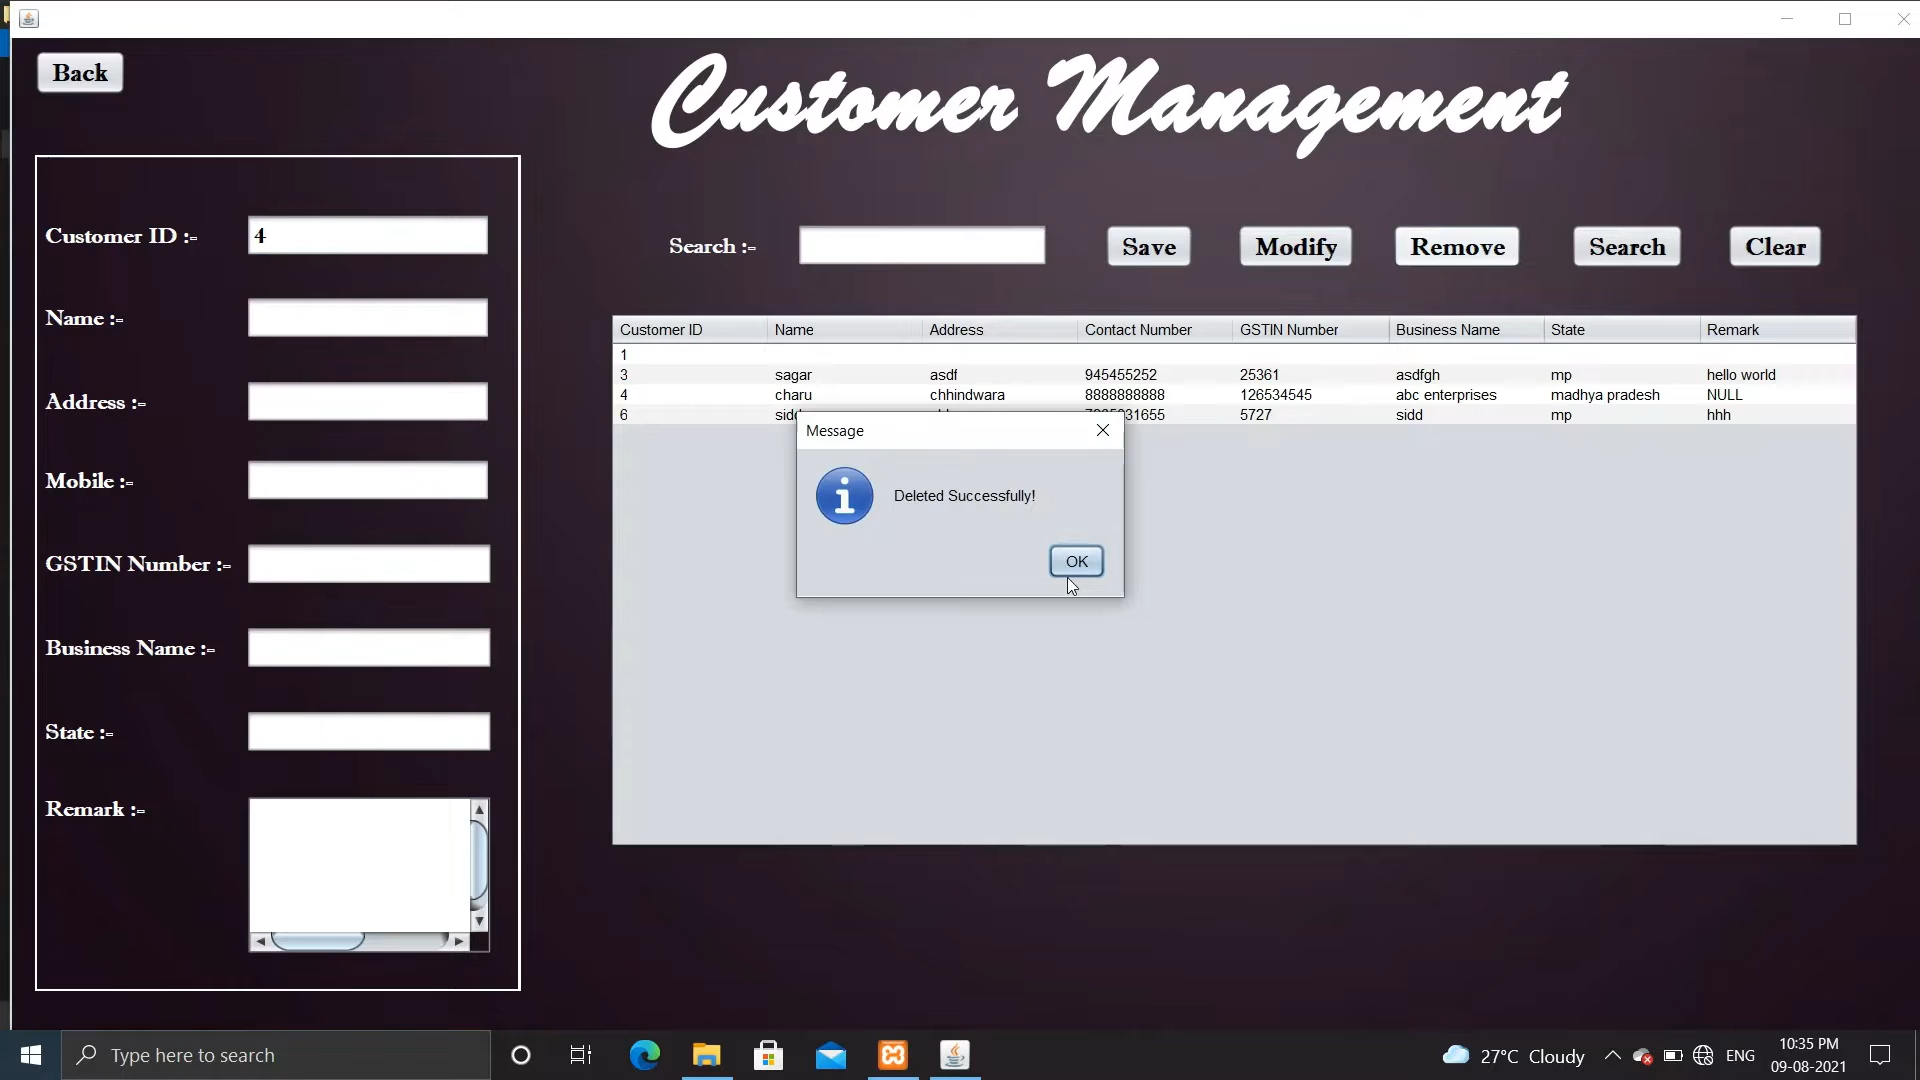 Back
Customer Management
Customer ID :- 4
Name :-
Address :-
Mobile :-
GSTIN Number :-
Business Name :-
State :-
Remark :-
Search :- Save Modify Remove Search Clear
Customer ID Name Address Contact Number GSTIN Number Business Name State Remark
1
3 sagar asdf 945455252 25361 asdfgh mp hello world
4 charu chhindwara 8888888888 126534545 abc enterprises madhya pradesh NULL
6 5727 sidd mp hhh
Message
Deleted Successfully!
OK
Type here to search
27°C Cloudy
ENG
10:35 PM
09-08-2021